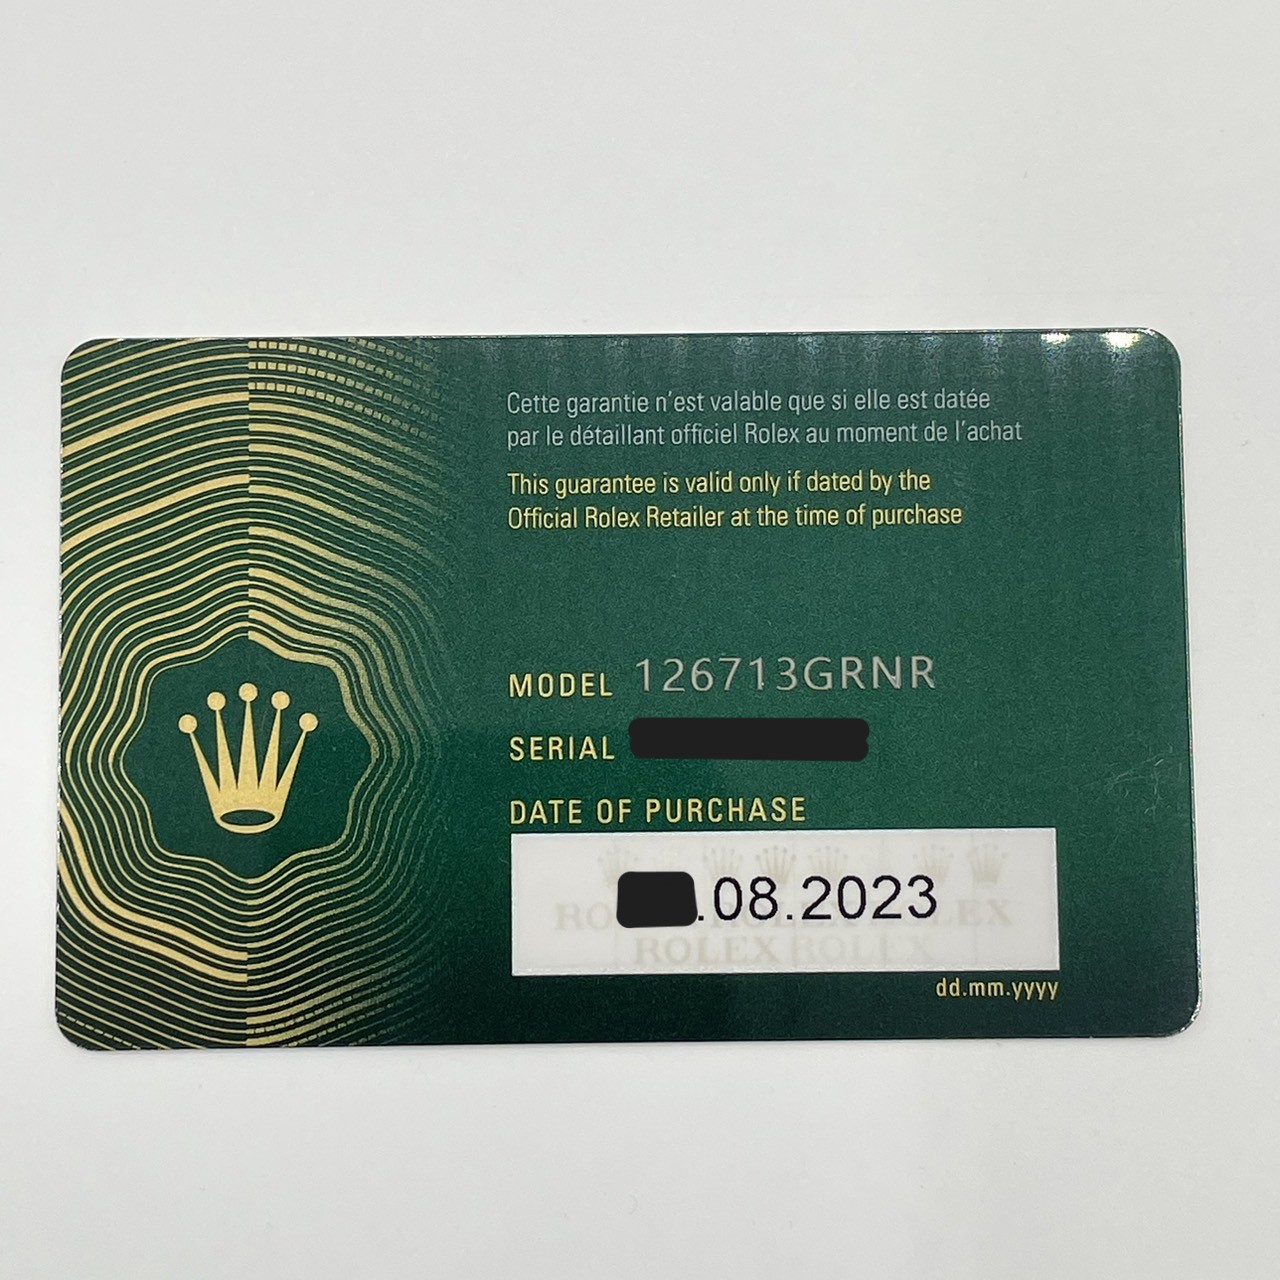 Cette garantie n'est valable que si elle est datée
par le détaillant officiel Rolex au moment de l'achat
This guarantee is valid only if dated by the
Official Rolex Retailer at the time of purchase
MODEL 126713GRNR
SERIAL
DATE OF PURCHASE
.08.2023
ROLEX ROLEX
dd.mm.yyyy